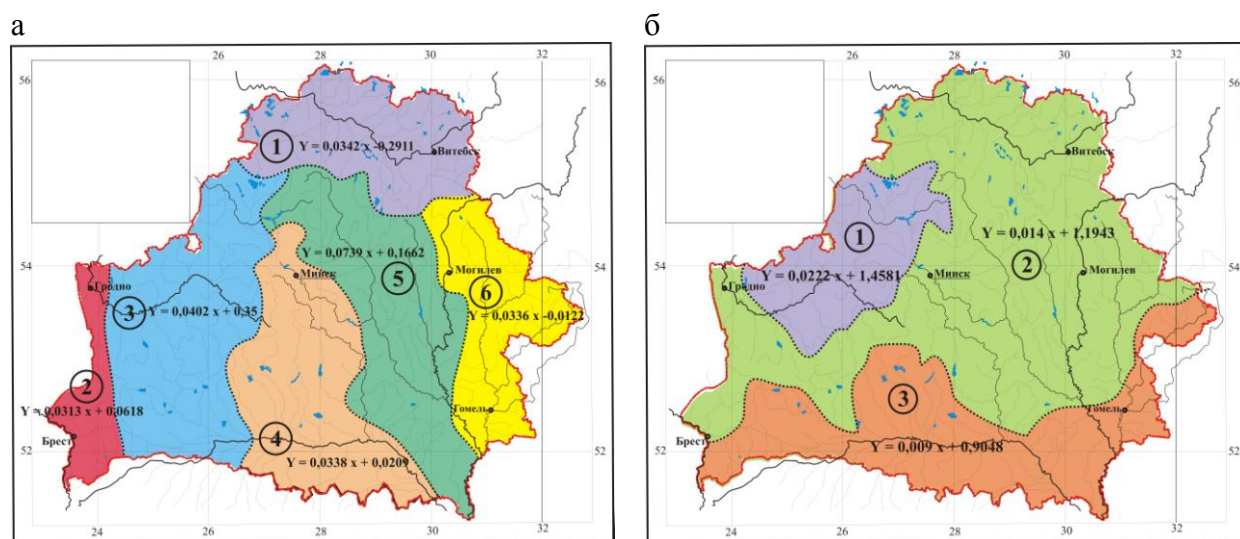 а
б
24 26 28 30 32
56
56
54
54
52
52
24 26 28 30 32
1
Y = 0,0342 x -0,2911
Витебск
Y = 0,0739 x + 0,1662
Минск
5
Могилев
6
Y = 0,0336 x -0,0122
Гродно
3
Y = 0,0402 x + 0,35
2
Y = 0,0313 x + 0,0618
Брест
Гомель
4
Y = 0,0338 x + 0,0209
24 26 28 30 32
56
56
54
54
52
52
24 26 28 30 32
Витебск
1
Y = 0,0222 x + 1,4581
Y = 0,014 x + 1,1943
2
Минск
Могилев
Гродно
3
Y = 0,009 x + 0,9048
Гомель
Брест